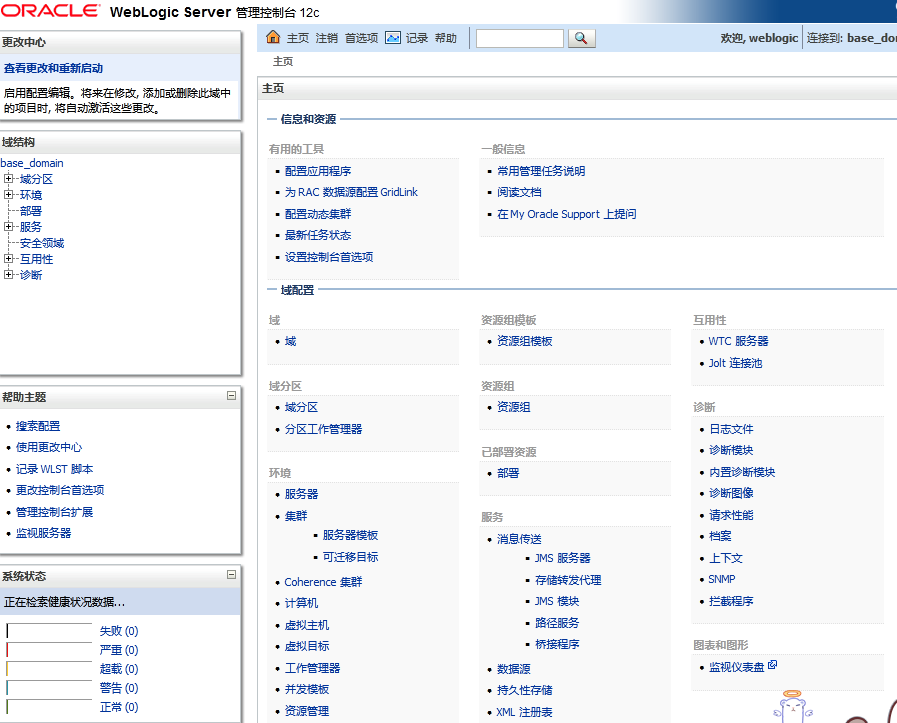 ORACLE WebLogic Server 管理控制台 12c
更改中心
查看更改和重新启动
启用配置编辑。将来在修改, 添加或删除此域中
的项目时, 将自动激活这些更改。
域结构
base_domain
域分区
环境
部署
服务
安全领域
互用性
诊断
帮助主题
搜索配置
使用更改中心
记录 WLST 脚本
更改控制台首选项
管理控制台扩展
监视服务器
系统状态
正在检索健康状况数据...
失败 (0)
严重 (0)
超载 (0)
警告 (0)
正常 (0)
主页 注销 首选项 记录 帮助
欢迎, weblogic 连接到: base_do
主页
主页
信息和资源
有用的工具
配置应用程序
为 RAC 数据源配置 GridLink
配置动态集群
最新任务状态
设置控制台首选项
一般信息
常用管理任务说明
阅读文档
在 My Oracle Support 上提问
域配置
域
域
域分区
域分区
分区工作管理器
环境
服务器
集群
服务器模板
可迁移目标
Coherence 集群
计算机
虚拟主机
虚拟目标
工作管理器
并发模板
资源管理
资源组模板
资源组模板
资源组
资源组
已部署资源
部署
服务
消息传送
JMS 服务器
存储转发代理
JMS 模块
路径服务
桥接程序
数据源
持久性存储
XML 注册表
互用性
WTC 服务器
Jolt 连接池
诊断
日志文件
诊断模块
内置诊断模块
诊断图像
请求性能
档案
上下文
SNMP
拦截程序
图表和图形
监视仪表盘